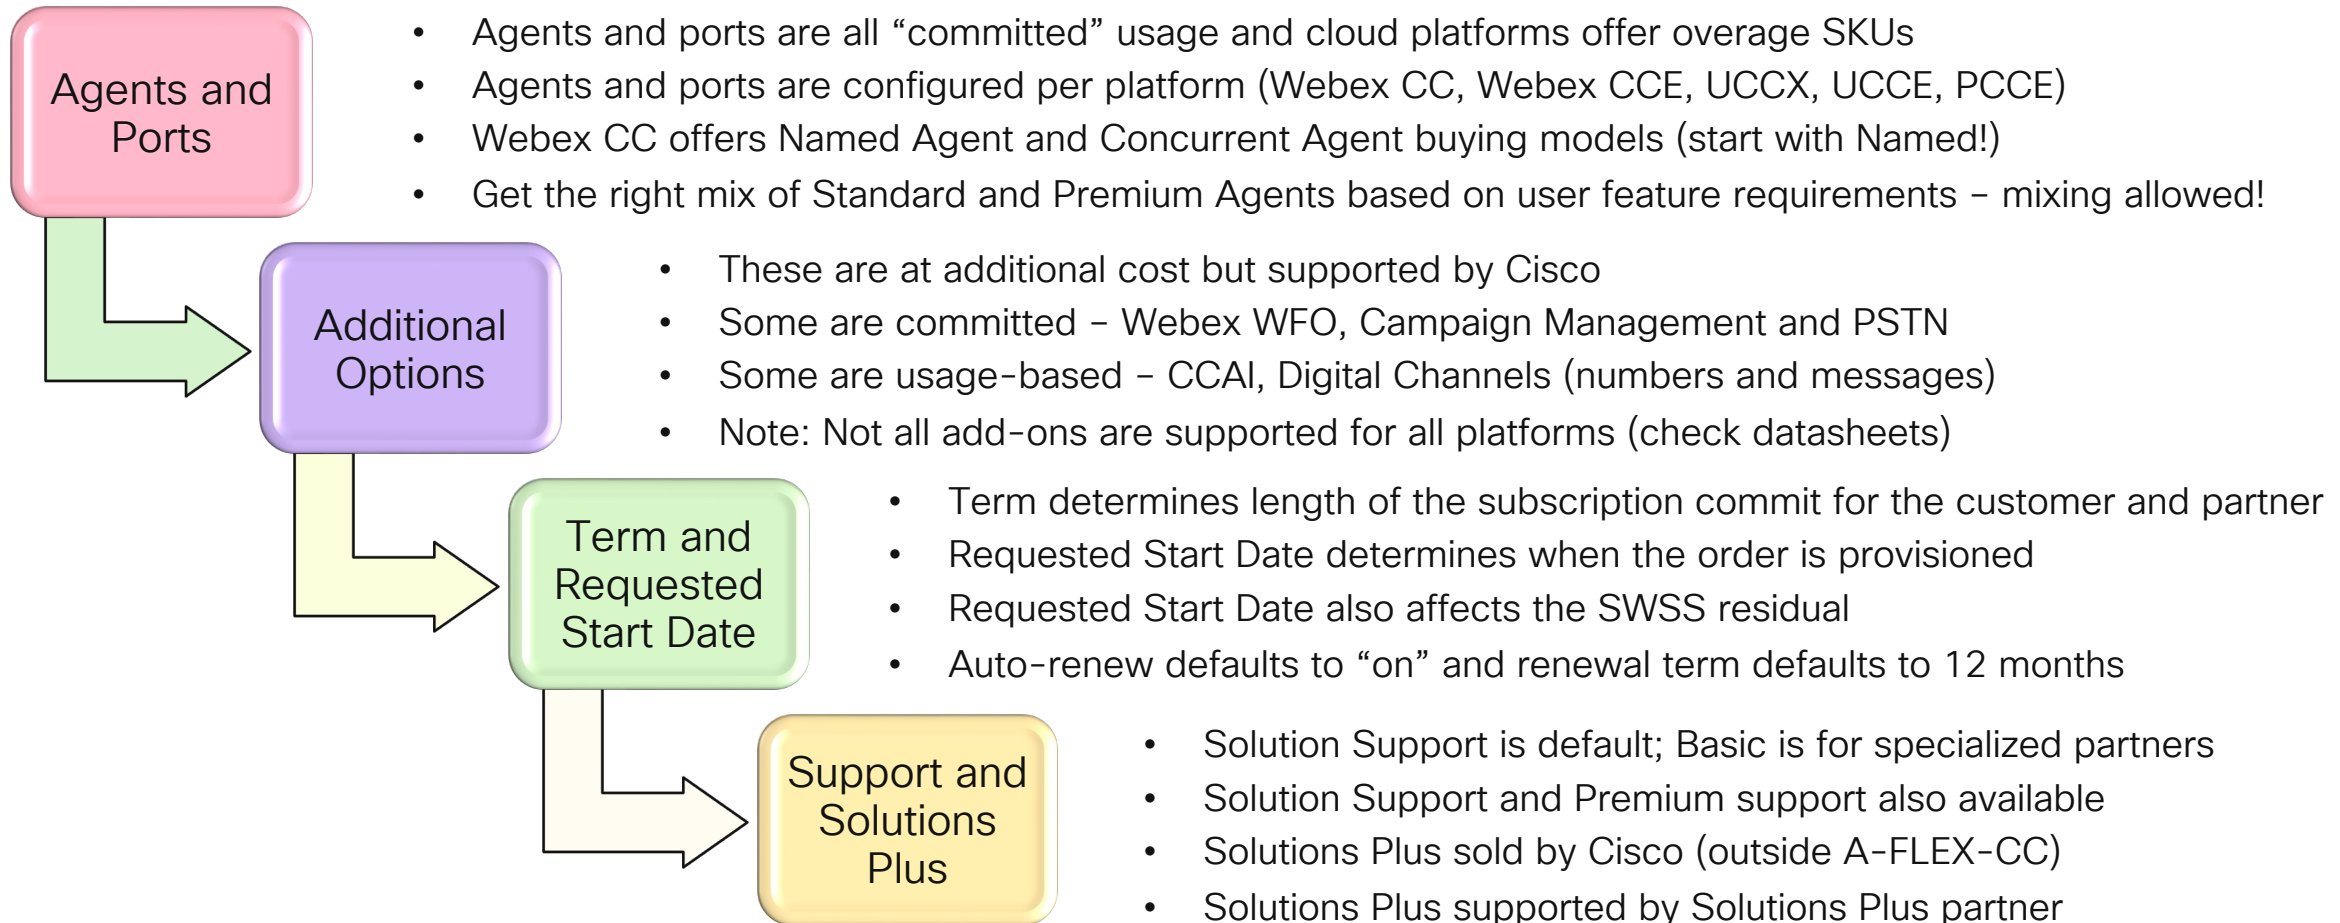 Agents and
Ports
• Agents and ports are all “committed” usage and cloud platforms offer overage SKUs
• Agents and ports are configured per platform (Webex CC, Webex CCE, UCCX, UCCE, PCCE)
• Webex CC offers Named Agent and Concurrent Agent buying models (start with Named!)
• Get the right mix of Standard and Premium Agents based on user feature requirements – mixing allowed!
Additional
Options
• These are at additional cost but supported by Cisco
• Some are committed – Webex WFO, Campaign Management and PSTN
• Some are usage-based – CCAI, Digital Channels (numbers and messages)
• Note: Not all add-ons are supported for all platforms (check datasheets)
Term and
Requested
Start Date
• Term determines length of the subscription commit for the customer and partner
• Requested Start Date determines when the order is provisioned
• Requested Start Date also affects the SWSS residual
• Auto-renew defaults to “on” and renewal term defaults to 12 months
Support and
Solutions
Plus
• Solution Support is default; Basic is for specialized partners
• Solution Support and Premium support also available
• Solutions Plus sold by Cisco (outside A-FLEX-CC)
• Solutions Plus supported by Solutions Plus partner